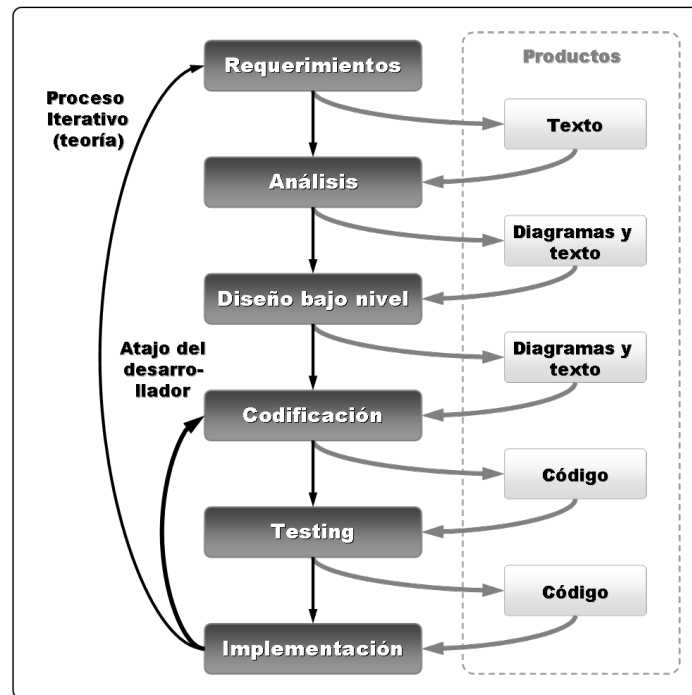 Requerimientos
Productos
Proceso
Iterativo
(teoría)
Texto
Análisis
Diagramas y
texto
Diseño bajo nivel
Atajo del
desarro-
llador
Diagramas y
texto
Codificación
Código
Testing
Código
Implementación